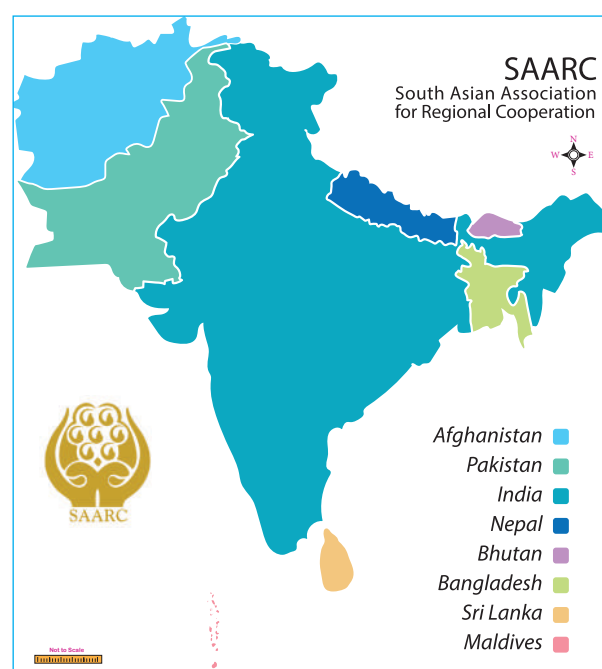 SAARC
South Asian Association
for Regional Cooperation
N
W E
S
SAARC
Afghanistan
Pakistan
India
Nepal
Bhutan
Bangladesh
Sri Lanka
Maldives
Not to Scale